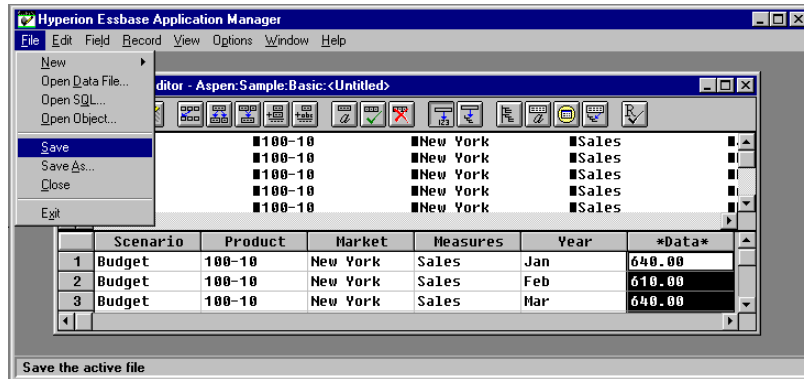 Hyperion Essbase Application Manager
File Edit Field Record View Options Window Help
New
Open Data File...
Open SQL...
Open Object...
Save
Save As...
Close
Exit
ditor - Aspen:Sample:Basic:<Untitled>
100-10 New York Sales
100-10 New York Sales
100-10 New York Sales
100-10 New York Sales
100-10 New York Sales
Scenario Product Market Measures Year *Data*
1 Budget 100-10 New York Sales Jan 640.00
2 Budget 100-10 New York Sales Feb 610.00
3 Budget 100-10 New York Sales Mar 640.00
Save the active file